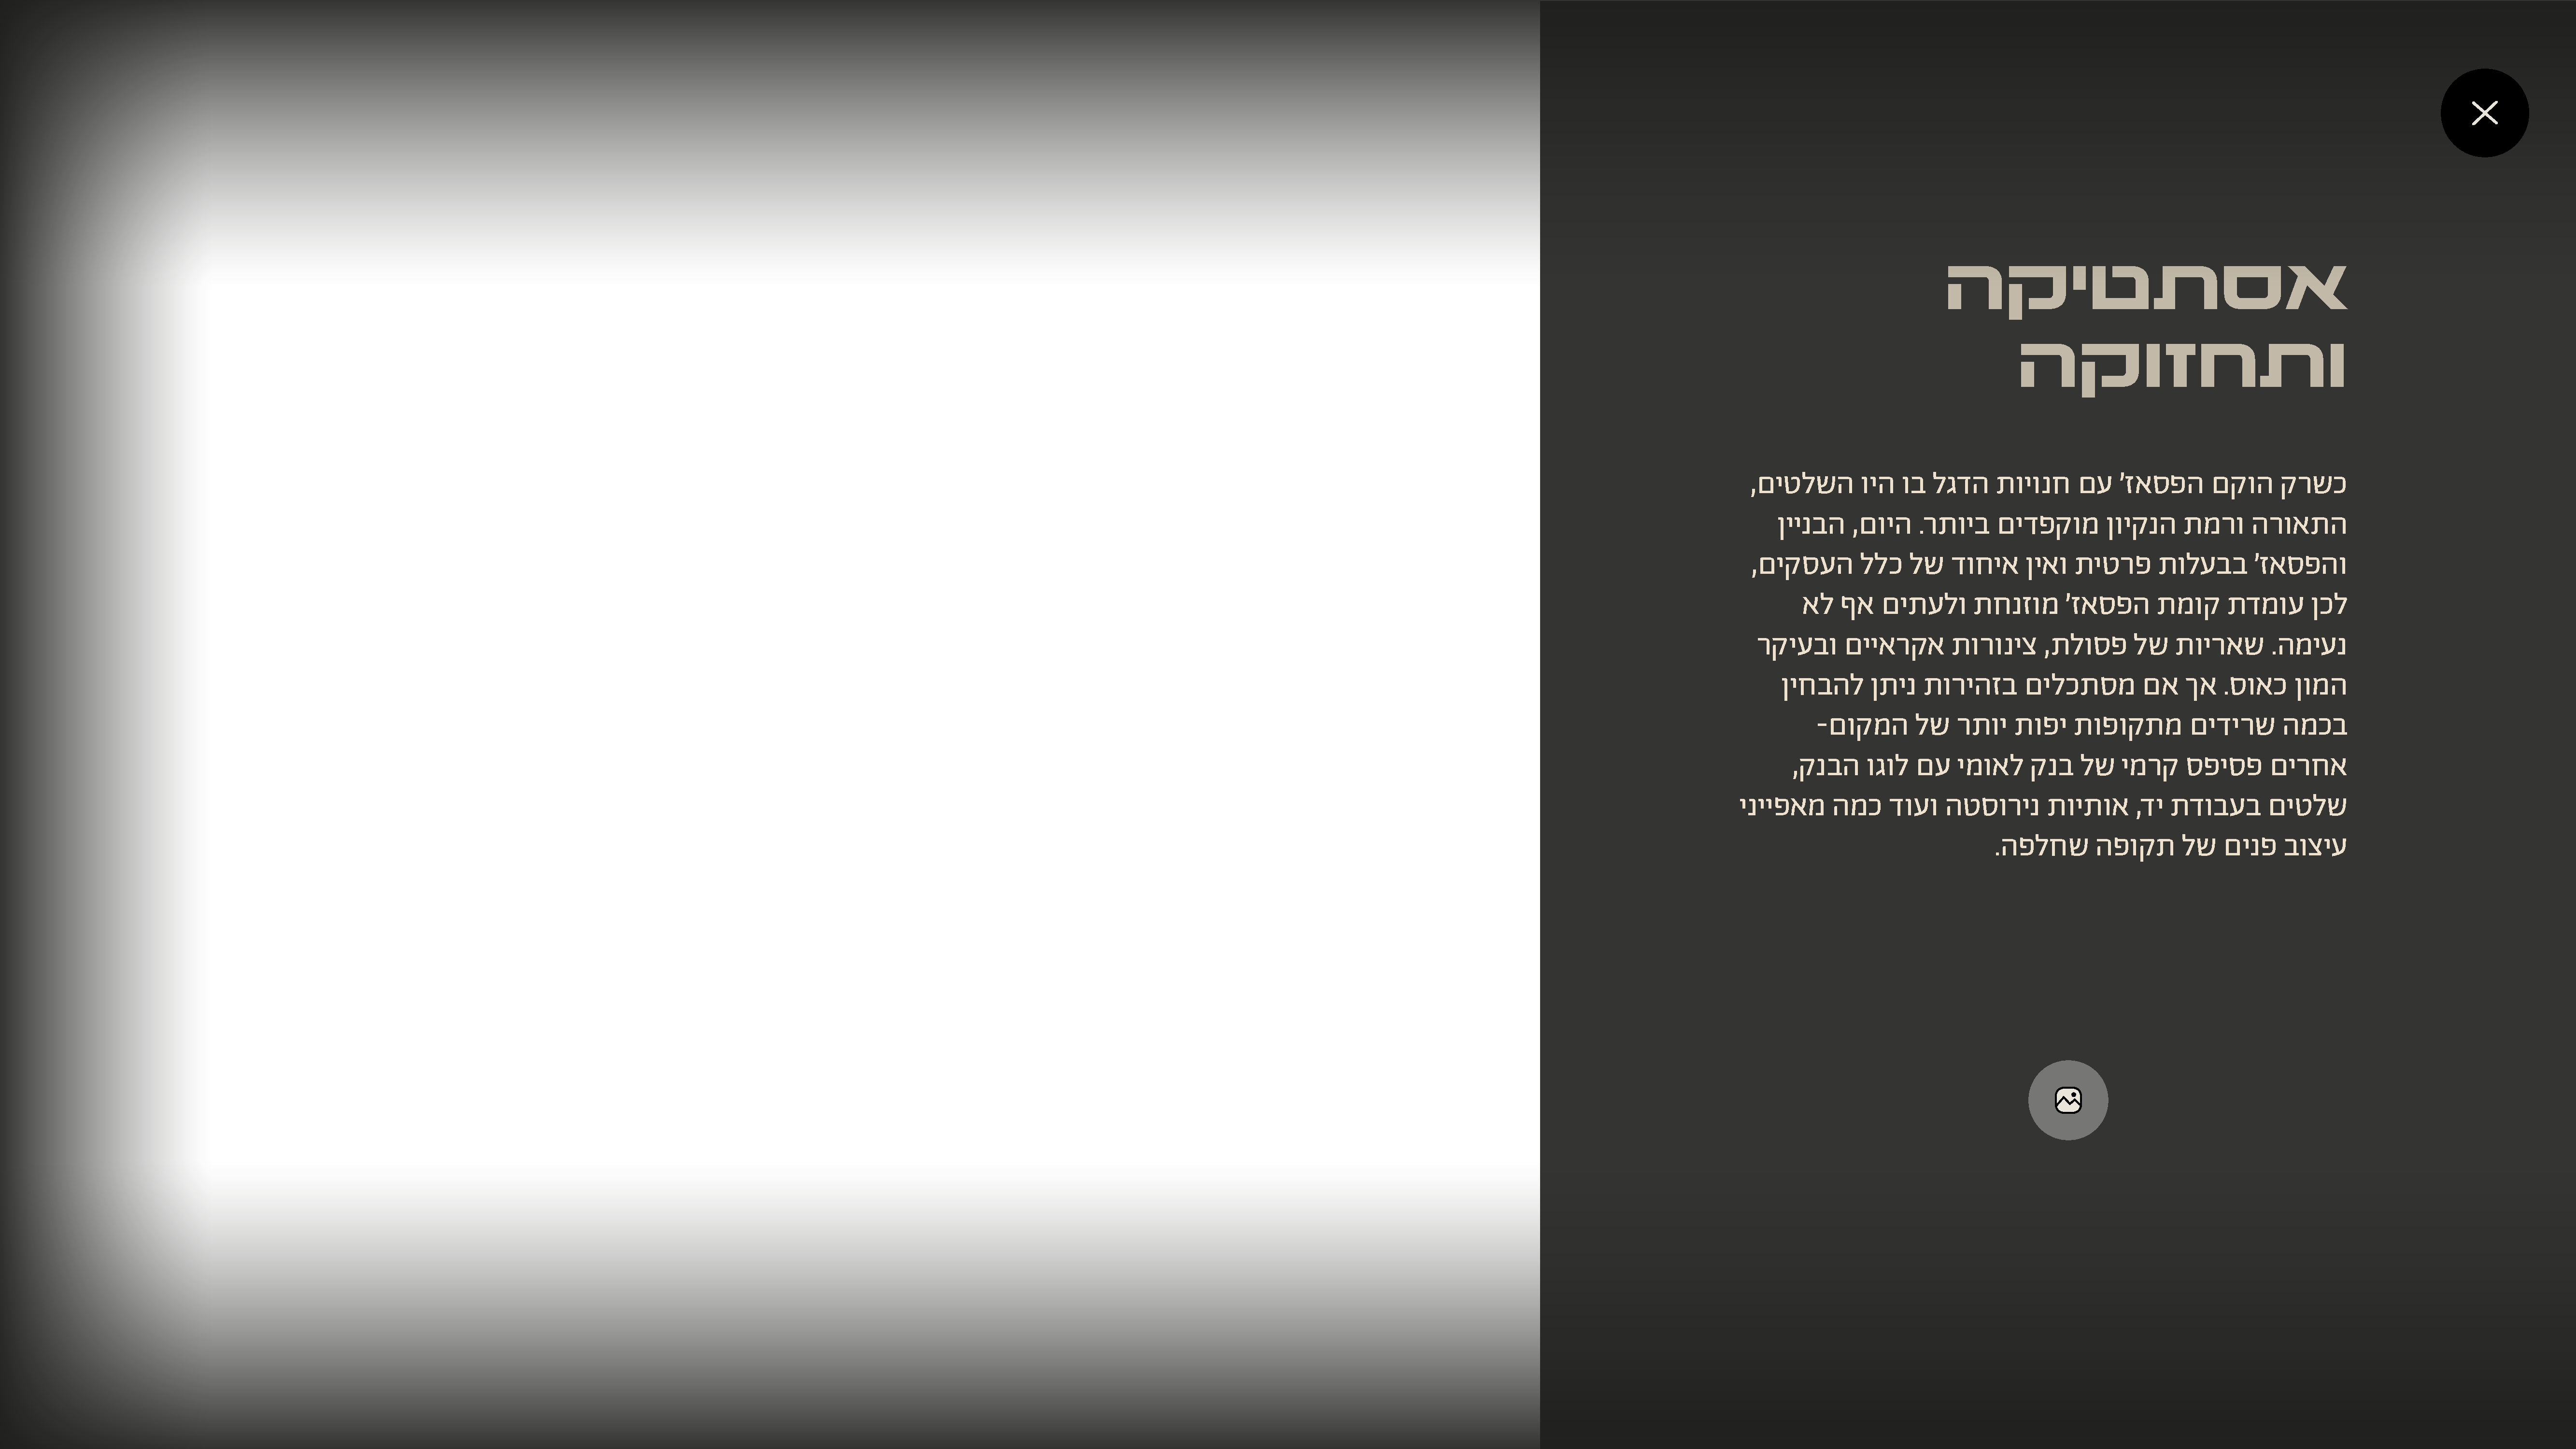 אסתטיקה
ותחזוקה
כשרק הוקם הפסאז' עם חנויות הדגל בו היו השלטים,
התאורה ורמת הנקיון מוקפדים ביותר. היום, הבניין
והפסאז' בבעלות פרטית ואין איחוד של כלל העסקים,
לכן עומדת קומת הפסאז' מוזנחת ולעתים אף לא
נעימה. שאריות של פסולת, צינורות אקראיים ובעיקר
המון כאוס. אך אם מסתכלים בזהירות ניתן להבחין
בכמה שרידים מתקופות יפות יותר של המקום-
אחרים פסיפס קרמי של בנק לאומי עם לוגו הבנק,
שלטים בעבודת יד, אותיות נירוסטה ועוד כמה מאפייני
עיצוב פנים של תקופה שחלפה.